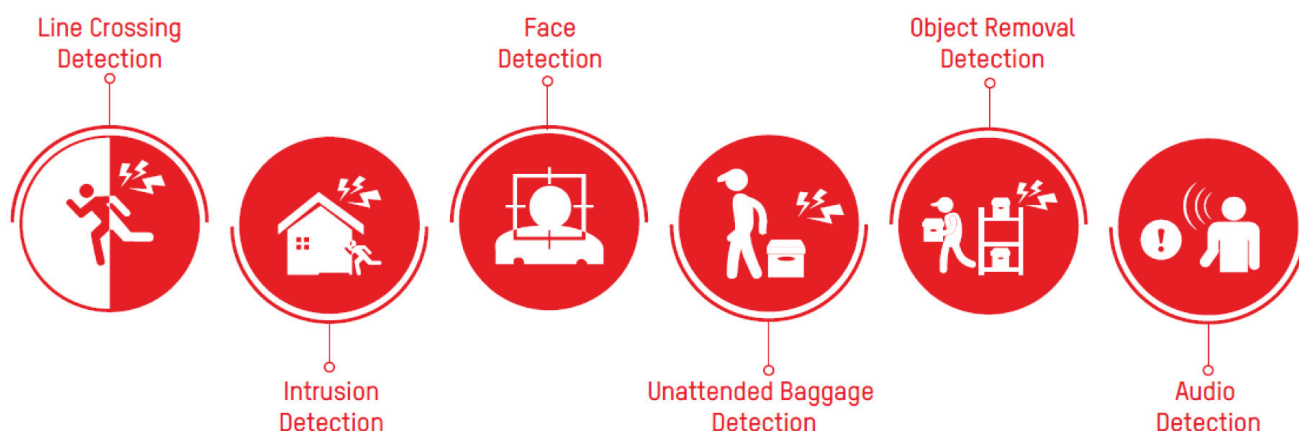 Line Crossing
Detection
Face
Detection
Object Removal
Detection
Intrusion
Detection
Unattended Baggage
Detection
Audio
Detection